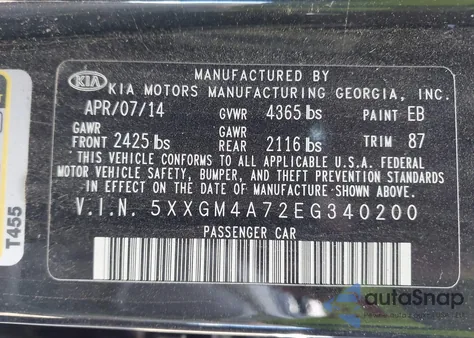 MANUFACTURED BY
KIA KIA MOTORS MANUFACTURING GEORGIA, INC.
APR/07/14 GVWR 4365 lbs PAINT EB
GAWR FRONT 2425 lbs GAWR REAR 2116 lbs TRIM 87
THIS VEHICLE CONFORMS TO ALL APPLICABLE U.S.A. FEDERAL
MOTOR VEHICLE SAFETY, BUMPER, AND THEFT PREVENTION STANDARDS
IN EFFECT ON THE DATE OF MANUFACTURE SHOWN ABOVE.
V.I.N. 5XXGM4A72EG340200
PASSENGER CAR
T455
autoSnap